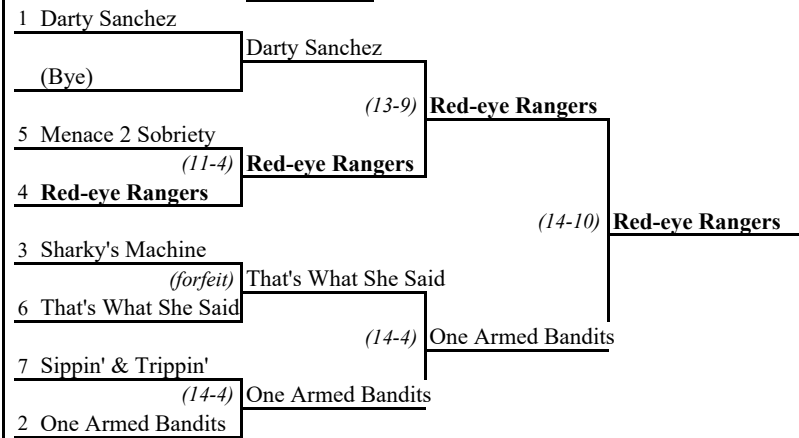 1 Darty Sanchez
Darty Sanchez
(Bye)
(13-9) Red-eye Rangers
5 Menace 2 Sobriety
(11-4) Red-eye Rangers
4 Red-eye Rangers
(14-10) Red-eye Rangers
3 Sharky's Machine
(forfeit) That's What She Said
6 That's What She Said
(14-4) One Armed Bandits
7 Sippin' & Trippin'
(14-4) One Armed Bandits
2 One Armed Bandits